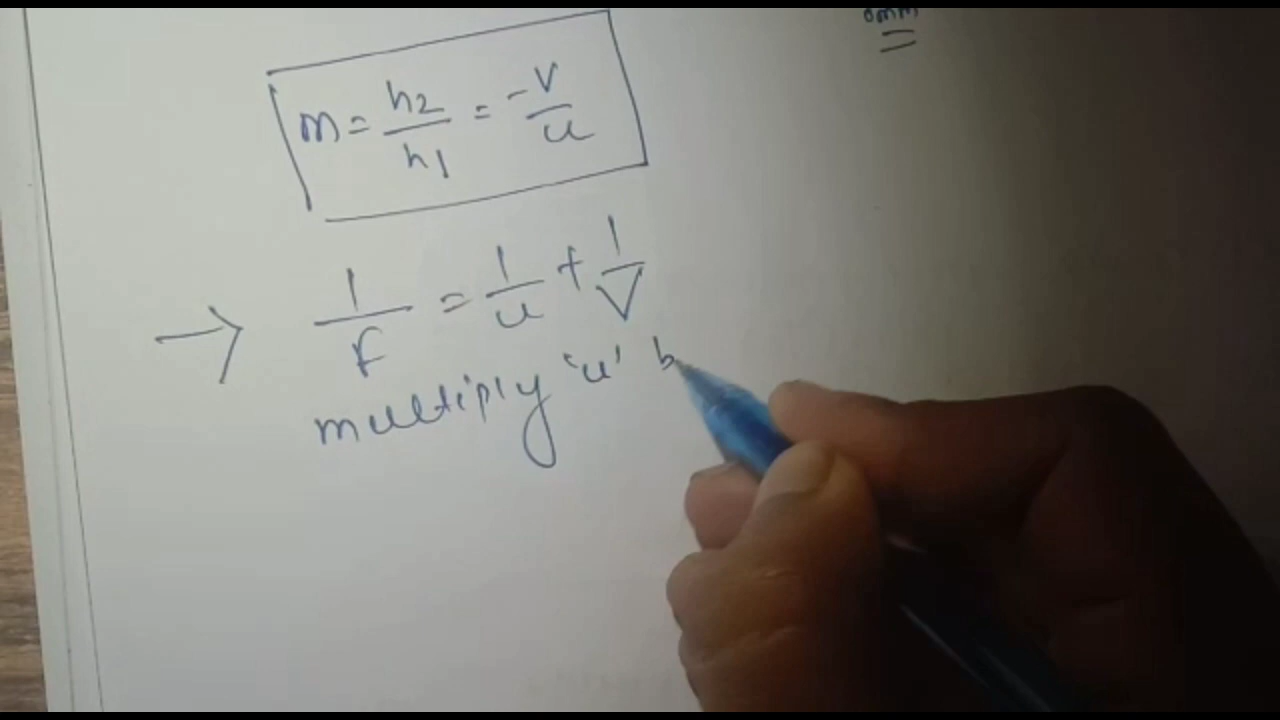 m = h2/h1 = -v/u
1/f = 1/u + 1/v
multiply 'u' b